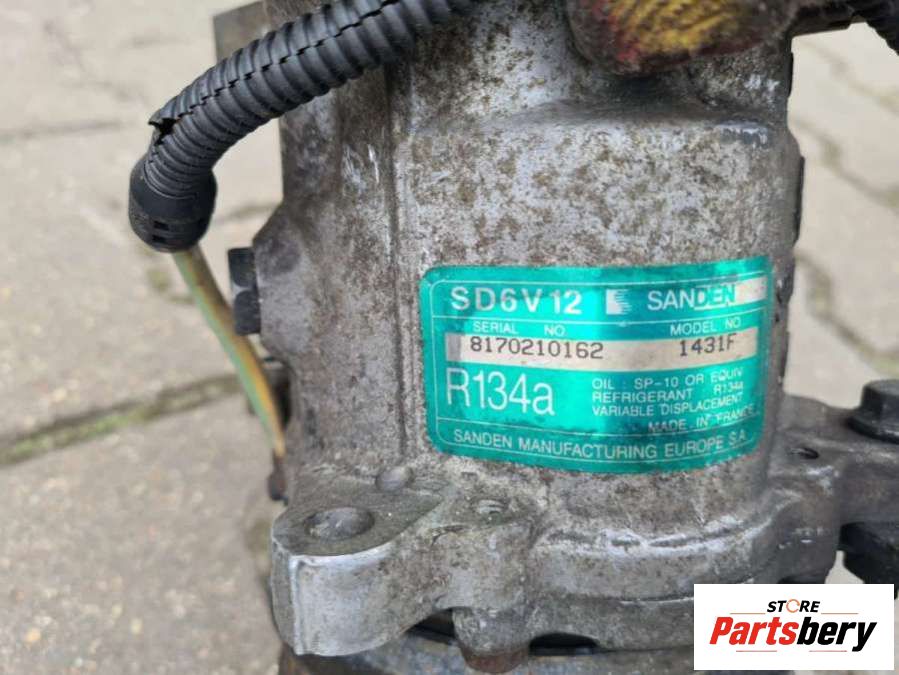 SD6V12 SANDEN
SERIAL NO MODEL NO
8170210162 1431F
R134a
OIL : SP-10 OR EQUIV
REFRIGERANT : R134a
VARIABLE DISPLACEMENT
MADE IN FRANCE
SANDEN MANUFACTURING EUROPE S.A.
STORE
Partsbery